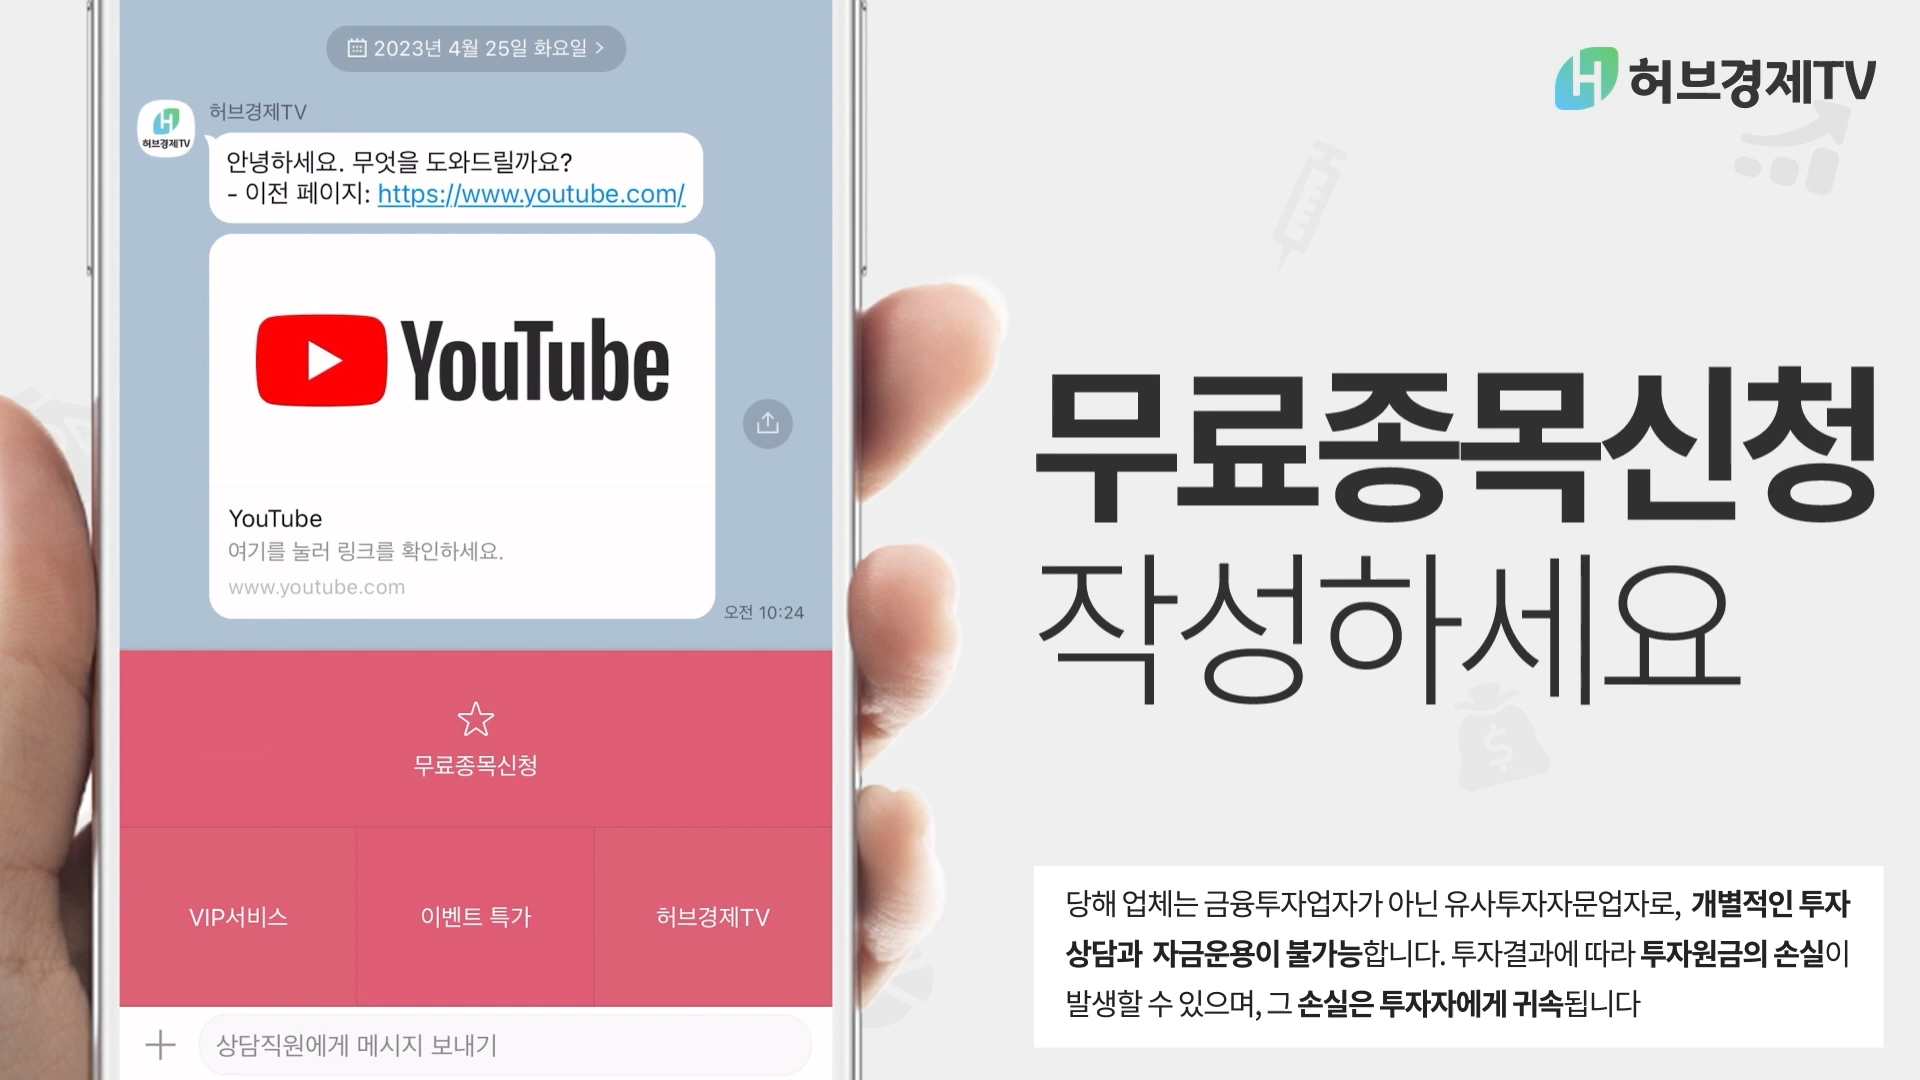 2023년 4월 25일 화요일 >
허브경제TV
허브경제TV
안녕하세요. 무엇을 도와드릴까요?
- 이전 페이지: https://www.youtube.com/
YouTube
YouTube
여기를 눌러 링크를 확인하세요.
www.youtube.com
오전 10:24
무료종목신청
VIP서비스
이벤트 특가
허브경제TV
상담직원에게 메시지 보내기
허브경제TV
무료종목신청
작성하세요
당해 업체는 금융투자업자가 아닌 유사투자자문업자로, 개별적인 투자
상담과 자금운용이 불가능합니다. 투자결과에 따라 투자원금의 손실이
발생할 수 있으며, 그 손실은 투자자에게 귀속됩니다